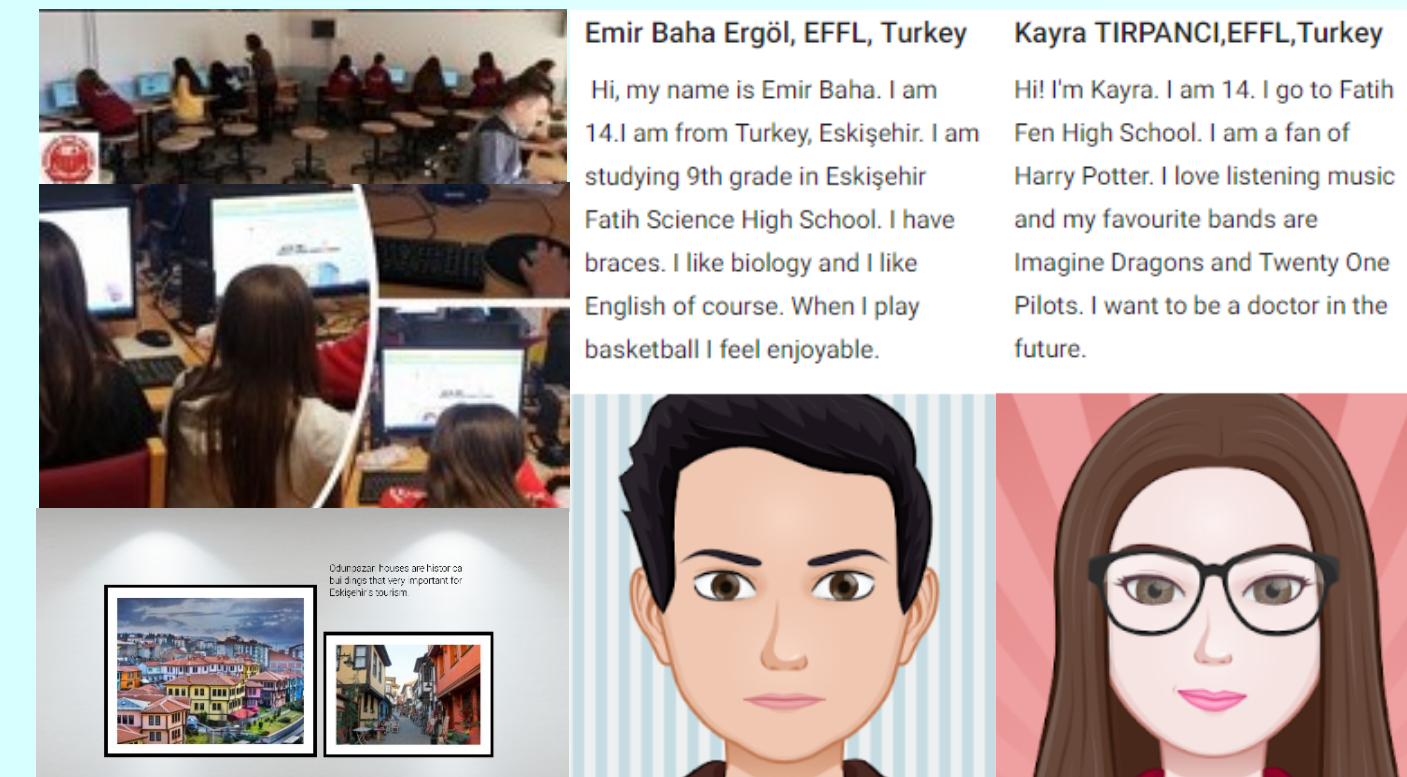 Emir Baha Ergöl, EFFL, Turkey
Hi, my name is Emir Baha. I am
14.I am from Turkey, Eskişehir. I am
studying 9th grade in Eskişehir
Fatih Science High School. I have
braces. I like biology and I like
English of course. When I play
basketball I feel enjoyable.
Kayra TIRPANCI,EFFL,Turkey
Hi! I'm Kayra. I am 14. I go to Fatih
Fen High School. I am a fan of
Harry Potter. I love listening music
and my favourite bands are
Imagine Dragons and Twenty One
Pilots. I want to be a doctor in the
future.
Odunpazarı houses are historical
buildings that very important for
Eskişehir's tourism.